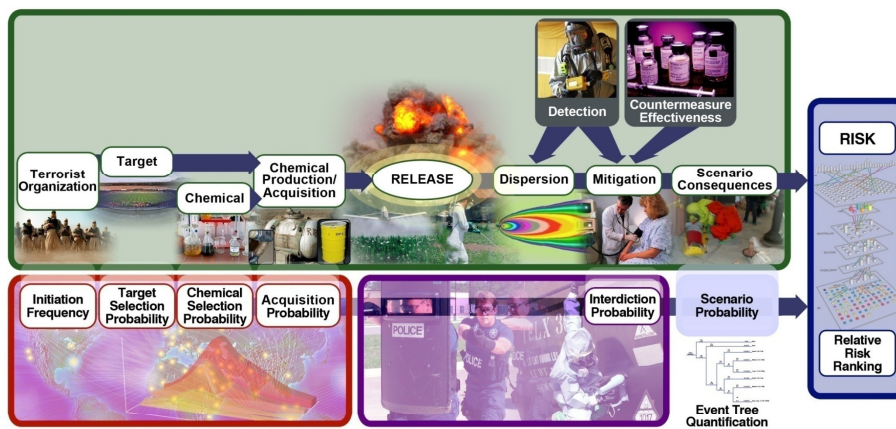 Detection
Countermeasure
Effectiveness
Terrorist
Organization
Target
Chemical
Chemical
Production/
Acquisition
RELEASE
Dispersion
Mitigation
Scenario
Consequences
RISK
Initiation
Frequency
Target
Selection
Probability
Chemical
Selection
Probability
Acquisition
Probability
POLICE
POLICE
Interdiction
Probability
Scenario
Probability
Event Tree
Quantification
Relative
Risk
Ranking